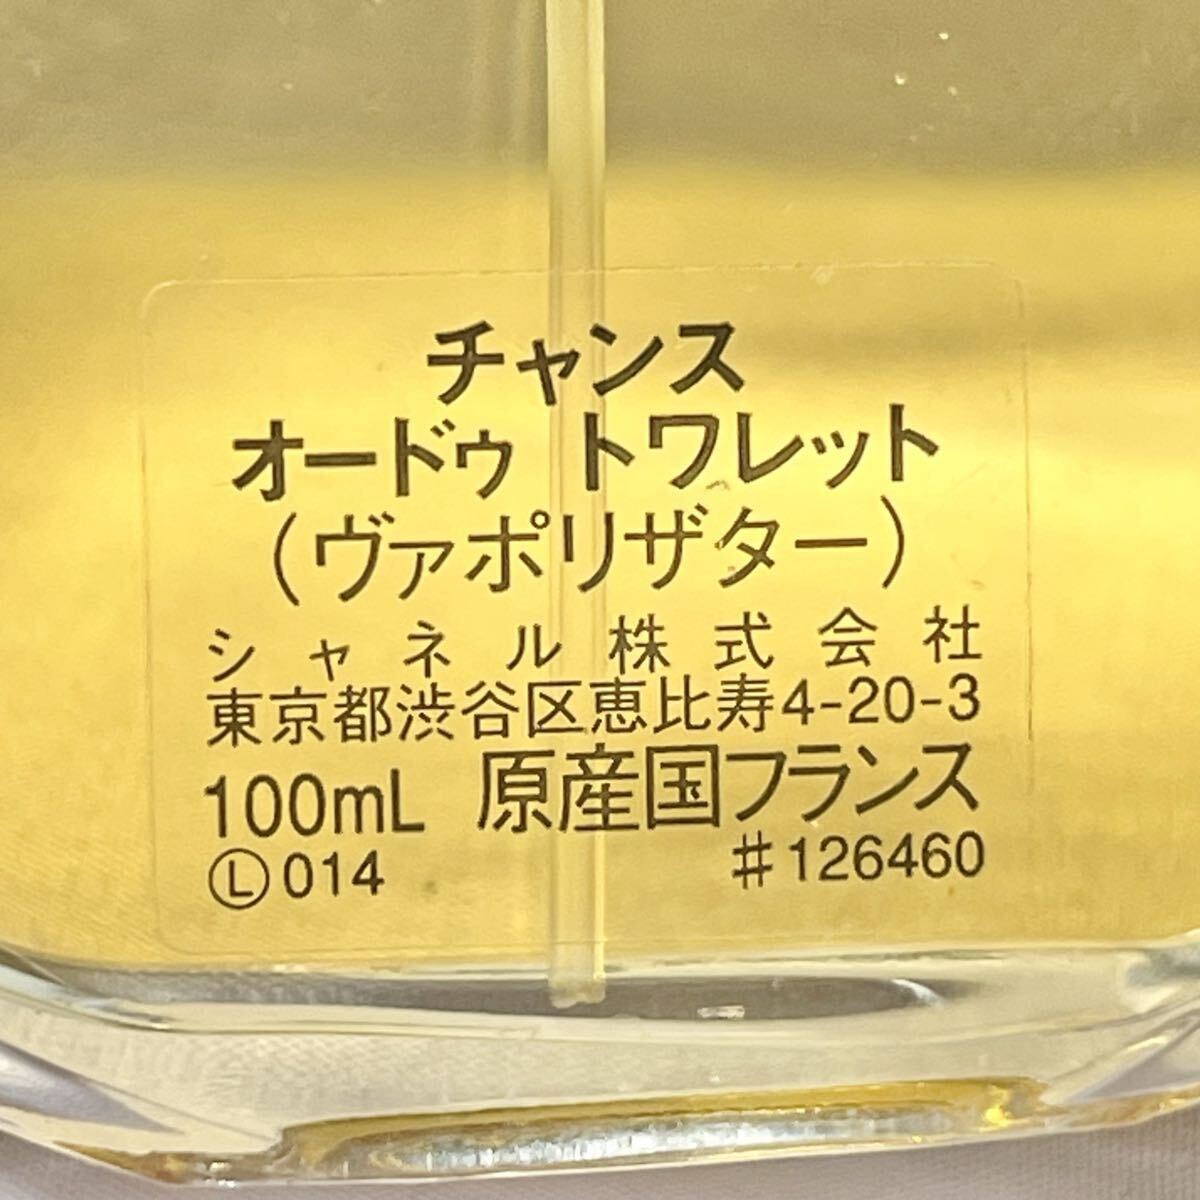 チャンス
オードゥ トワレット
（ヴァポリザター）
シャネル株式会社
東京都渋谷区恵比寿4-20-3
100mL 原産国フランス
Ⓛ014 #126460